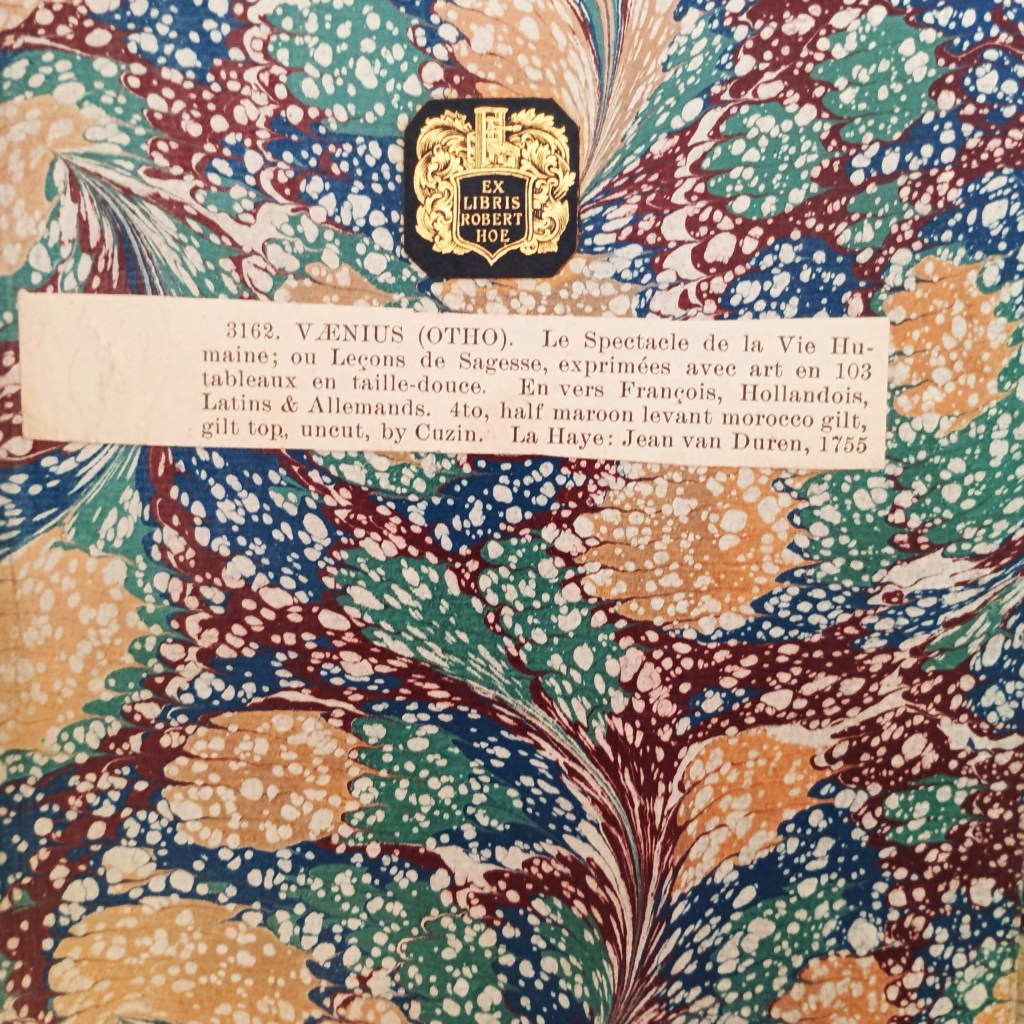 EX
LIBRIS
ROBERT
HOE
3162. VÆNIUS (OTHO). Le Spectacle de la Vie Hu-
maine; ou Leçons de Sagesse, exprimées avec art en 103
tableaux en taille-douce. En vers François, Hollandois,
Latins & Allemands. 4to, half maroon levant morocco gilt,
gilt top, uncut, by Cuzin. La Haye: Jean van Duren, 1755